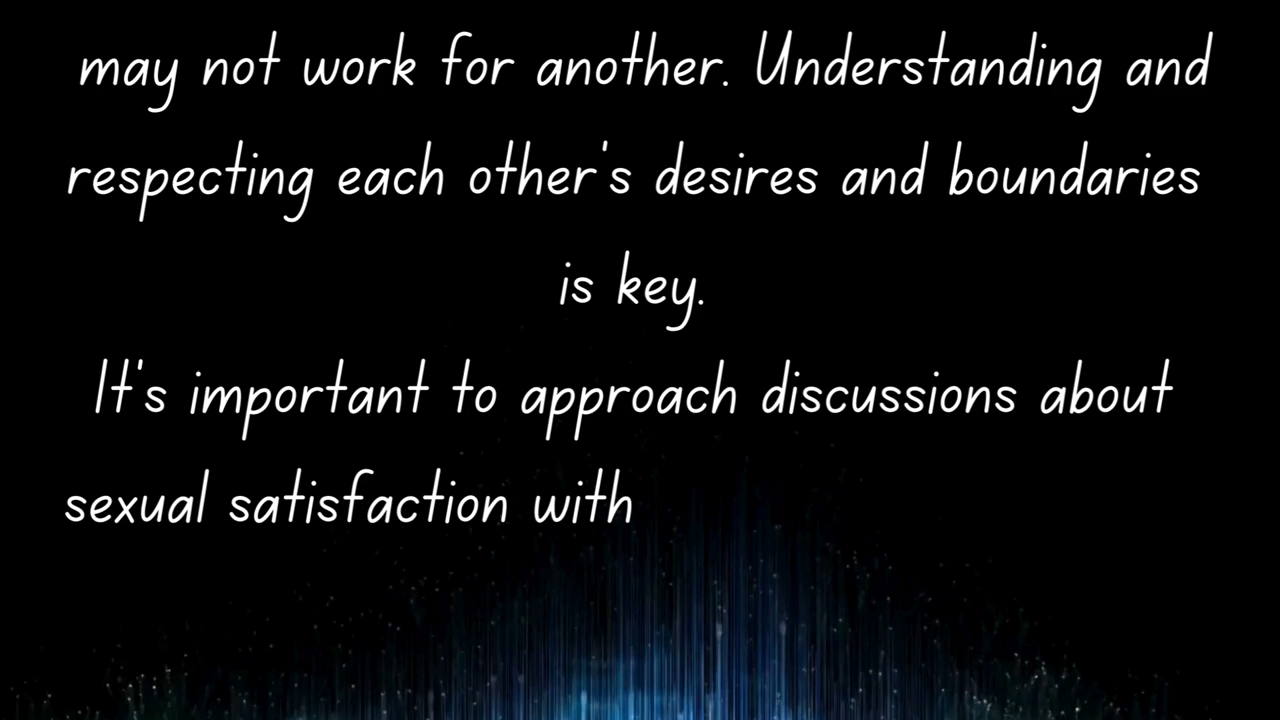 may not work for another. Understanding and
respecting each other's desires and boundaries
is key.
It's important to approach discussions about
sexual satisfaction with